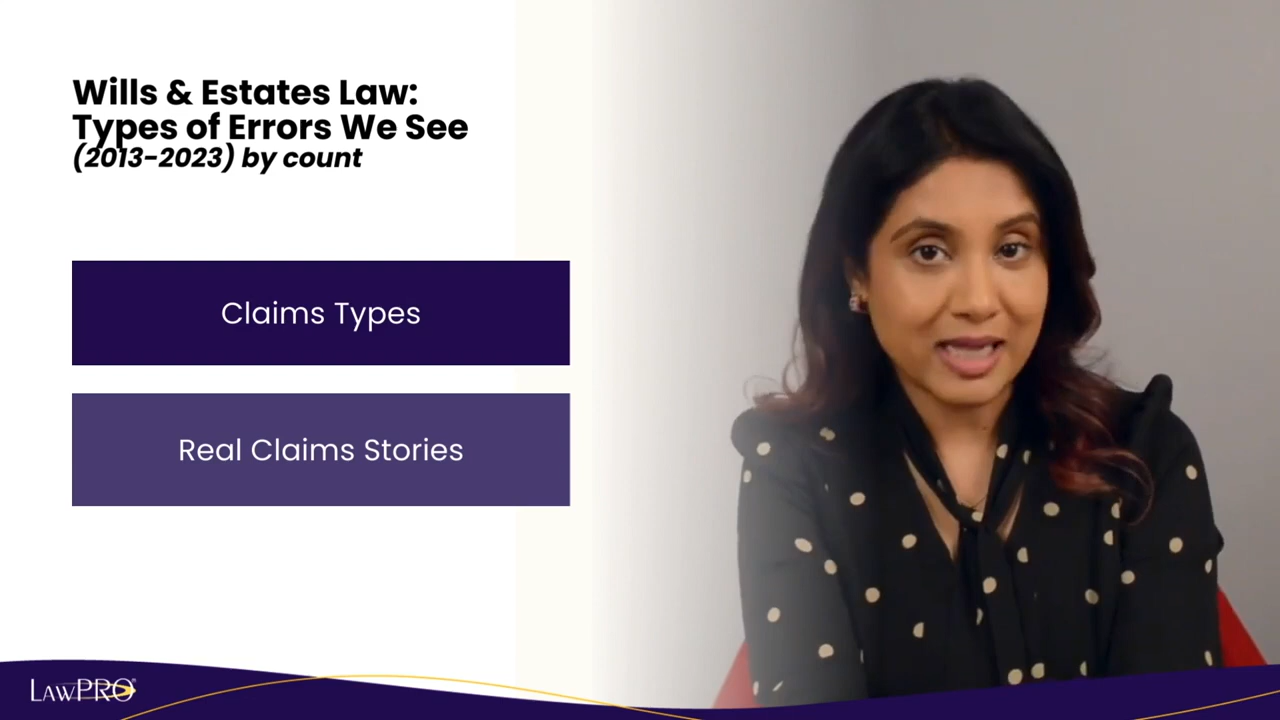 Wills & Estates Law:
Types of Errors We See
(2013-2023) by count
Claims Types
Real Claims Stories
LAWPRO®